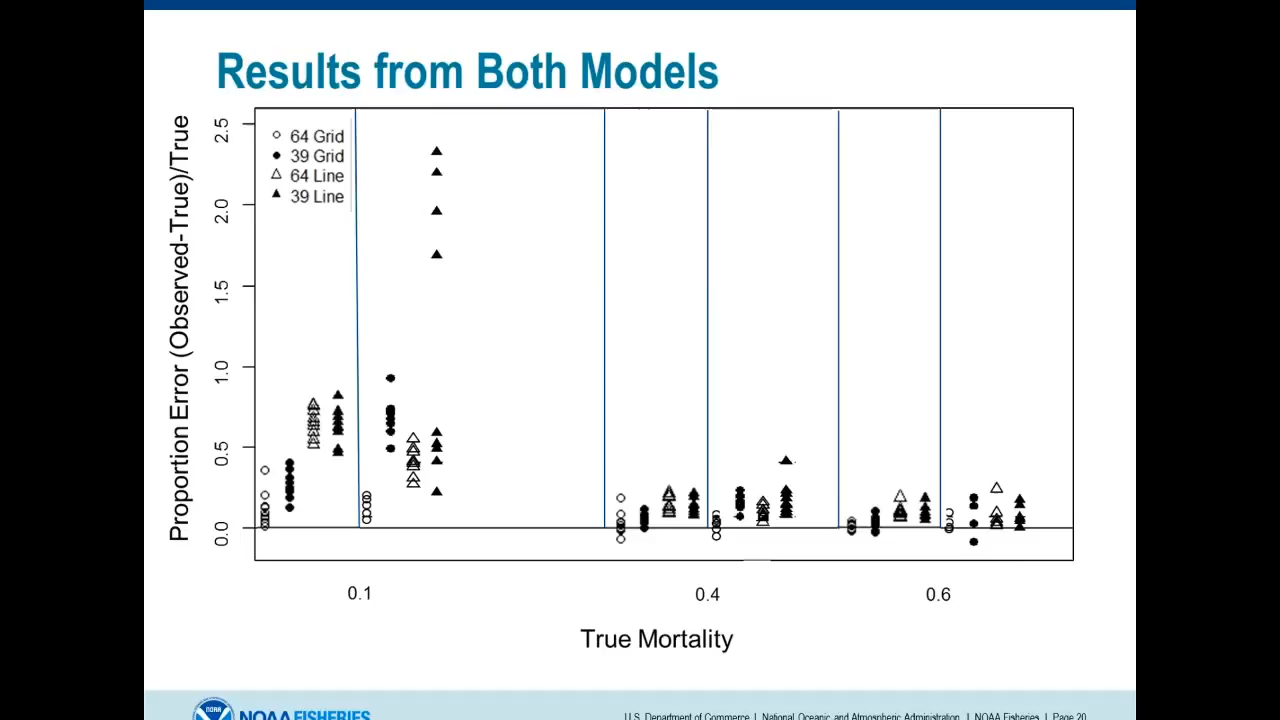 Results from Both Models
Proportion Error (Observed-True)/True
2.5
2.0
1.5
1.0
0.5
0.0
64 Grid
39 Grid
64 Line
39 Line
0.1
0.4
0.6
True Mortality
NOAA
NOAA FISHERIES
U.S. Department of Commerce | National Oceanic and Atmospheric Administration | NOAA Fisheries | Page 20